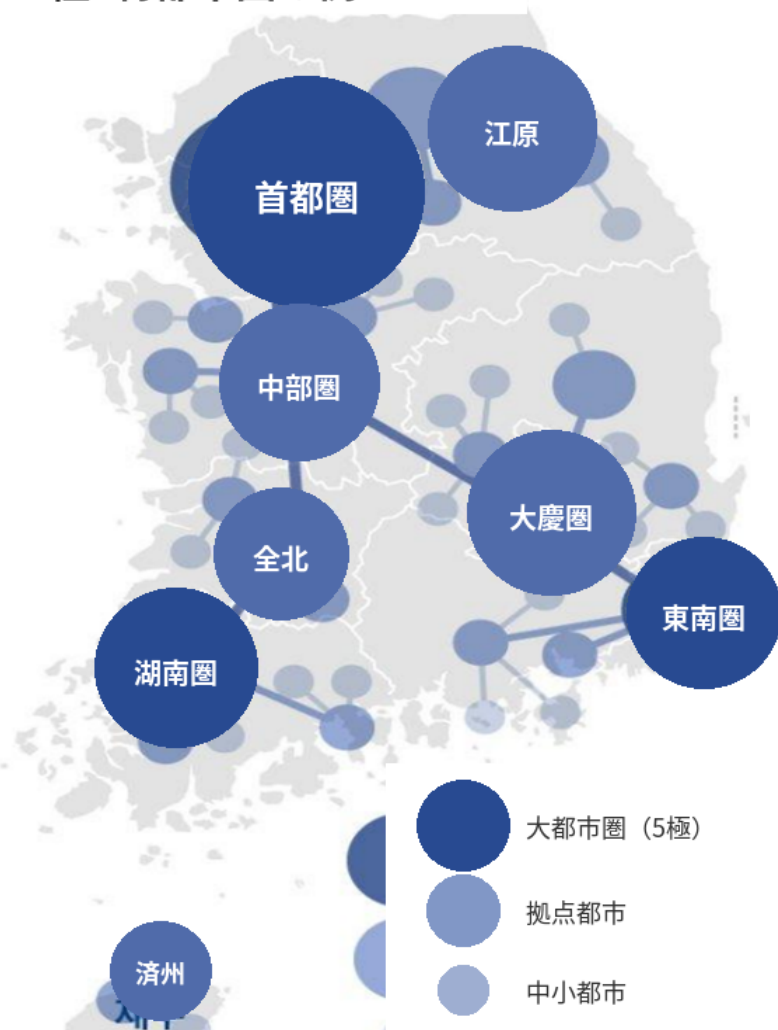 江原
首都圏
中部圏
大慶圏
全北
東南圏
湖南圏
大都市圏（5極）
拠点都市
済州
中小都市